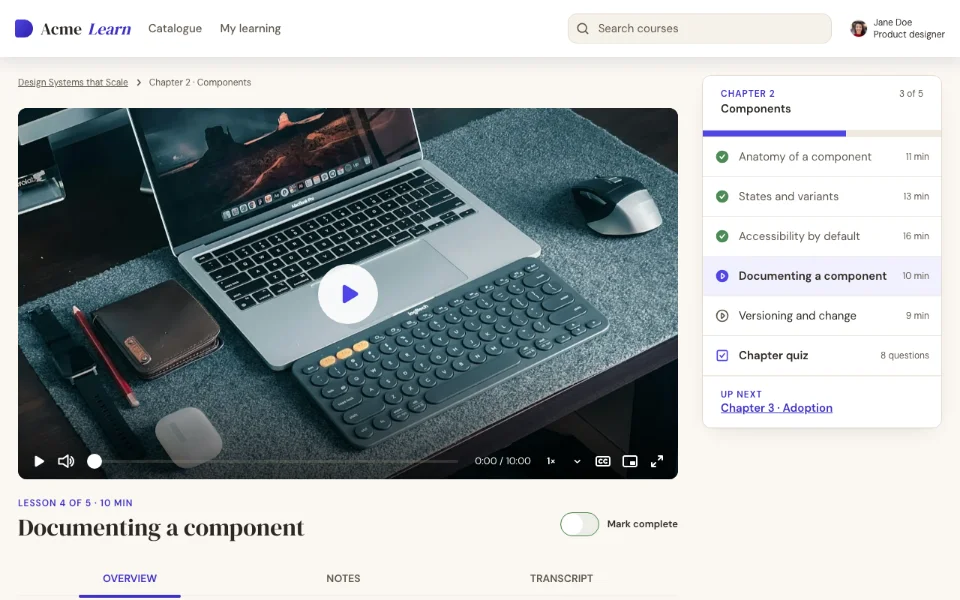 Acme Learn
Catalogue
My learning
Search courses
Jane Doe
Product designer
Design Systems that Scale
Chapter 2 · Components
MacBook Pro
logitech
0:00 / 10:00
1×
CC
LESSON 4 OF 5 · 10 MIN
Documenting a component
Mark complete
OVERVIEW
NOTES
TRANSCRIPT
CHAPTER 2
3 of 5
Components
Anatomy of a component
11 min
States and variants
13 min
Accessibility by default
16 min
Documenting a component
10 min
Versioning and change
9 min
Chapter quiz
8 questions
UP NEXT
Chapter 3 · Adoption